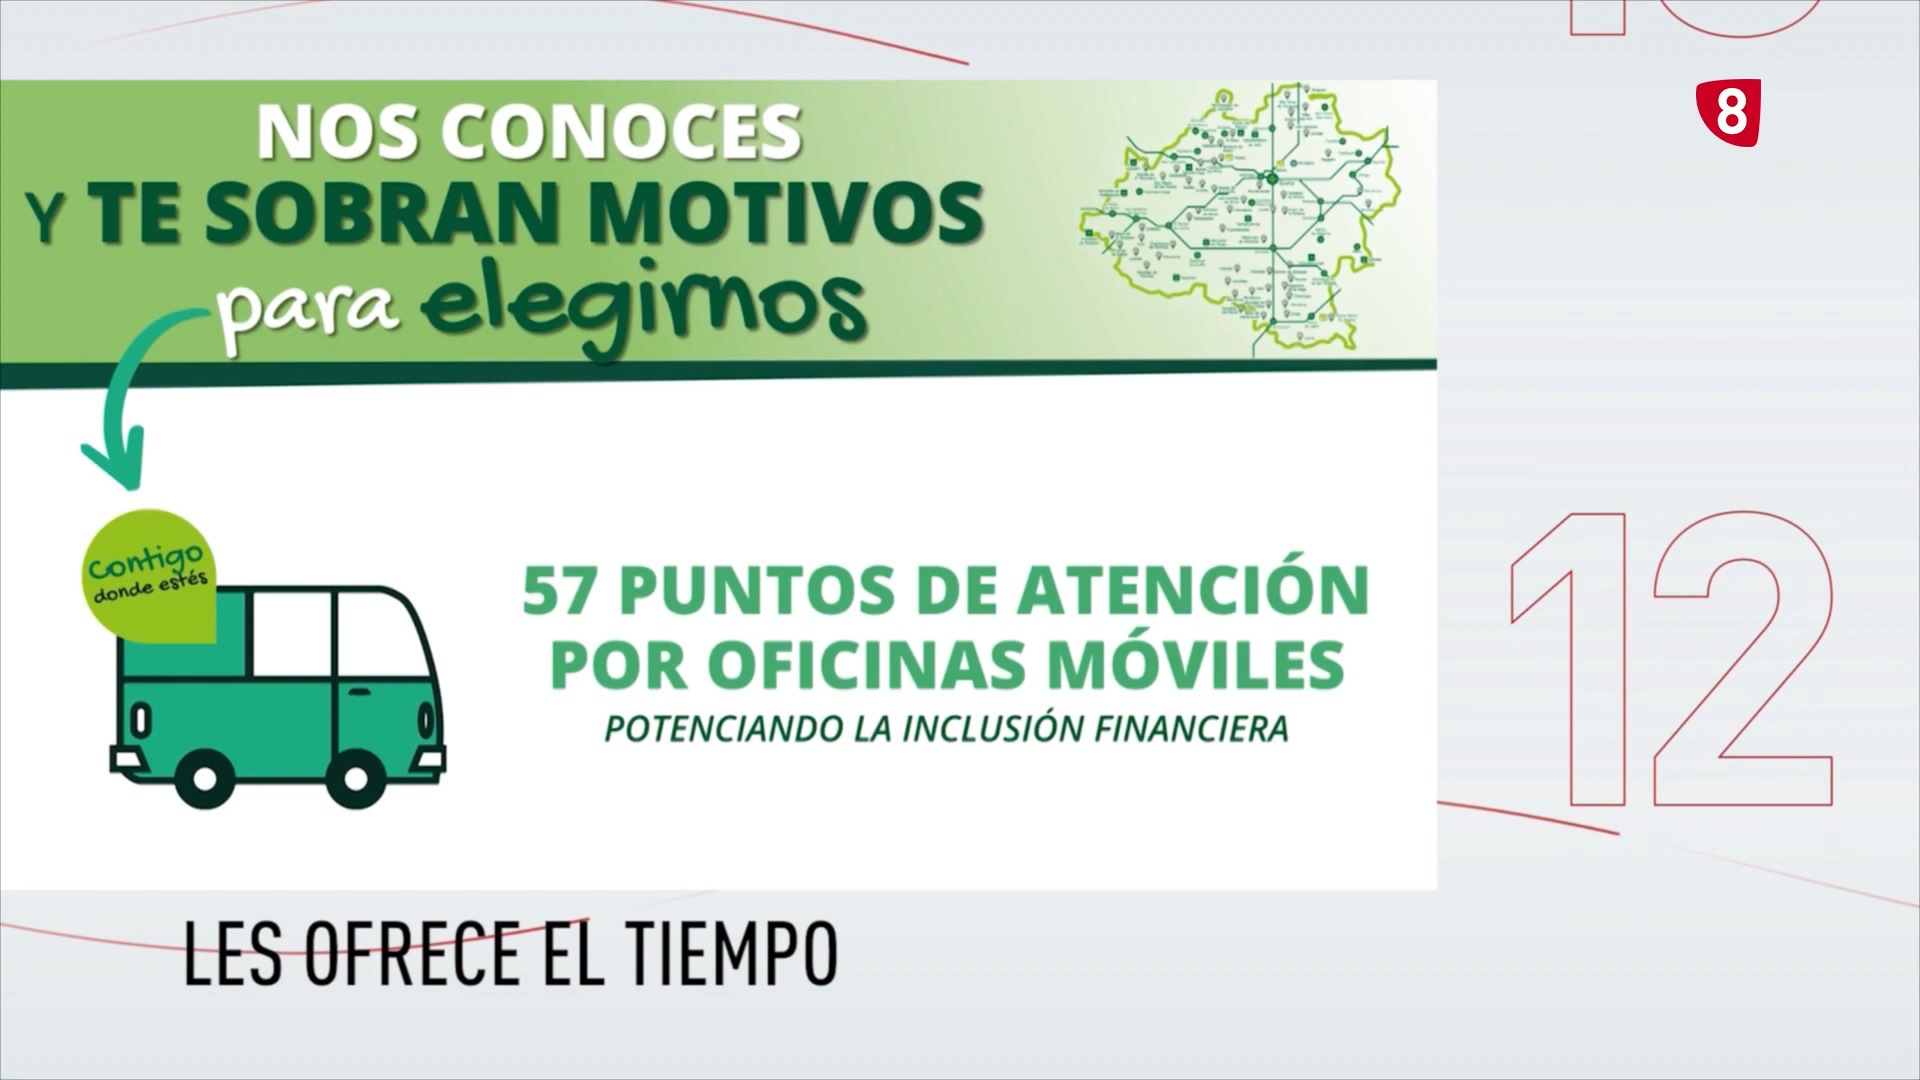 NOS CONOCES
Y TE SOBRAN MOTIVOS
para elegirnos
8
contigo
donde estés
57 PUNTOS DE ATENCIÓN
POR OFICINAS MÓVILES
POTENCIANDO LA INCLUSIÓN FINANCIERA
12
LES OFRECE EL TIEMPO